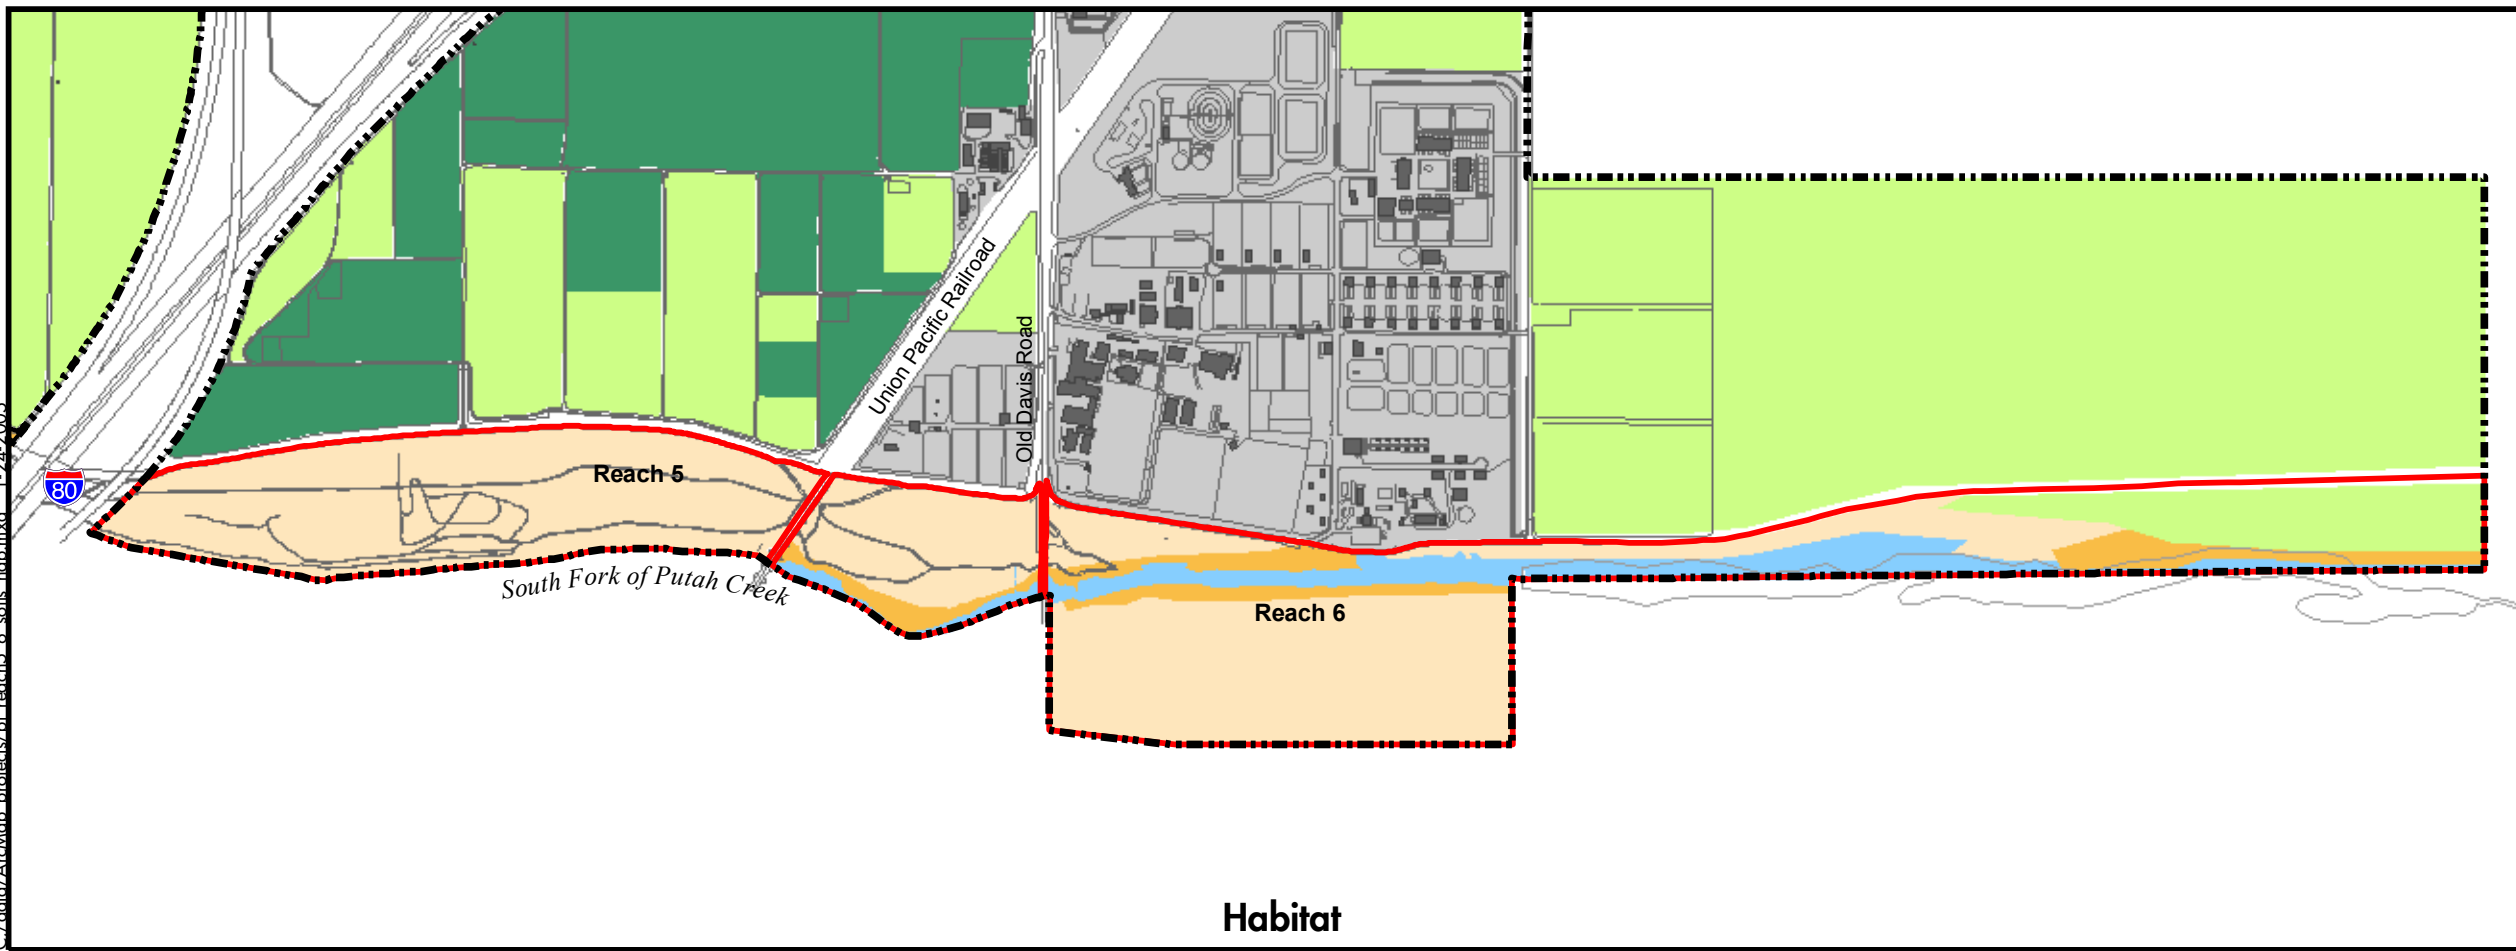 Union Pacific Railroad
Old Davis Road
Reach 5
80
South Fork of Putah Creek
Reach 6
Habitat